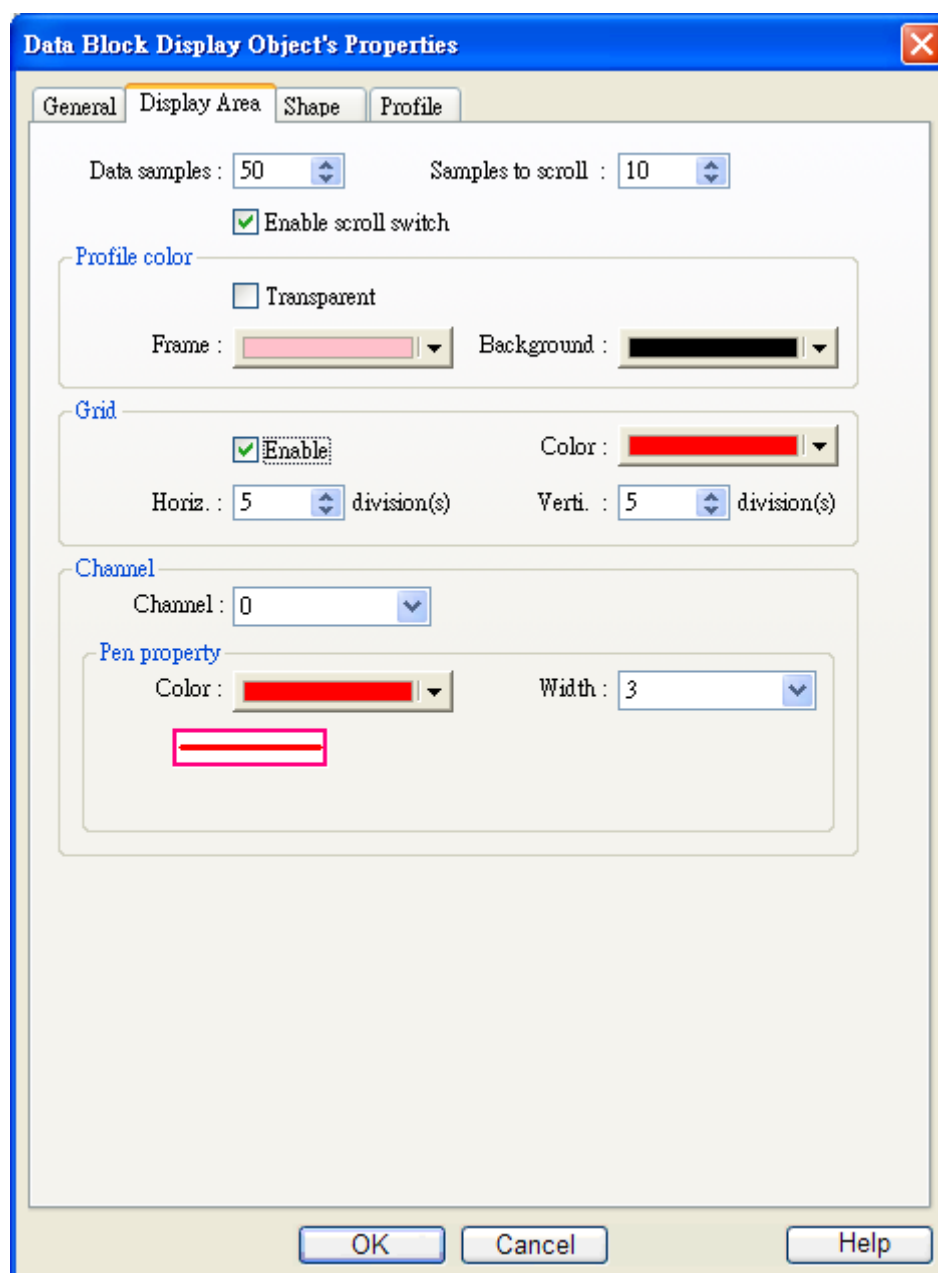 Data Block Display Object's Properties
General Display Area Shape Profile
Data samples : 50 Samples to scroll : 10
Enable scroll switch
Profile color
Transparent
Frame : Background :
Grid
Enable Color :
Horiz. : 5 division(s) Verti. : 5 division(s)
Channel
Channel : 0
Pen property
Color : Width : 3
OK Cancel Help